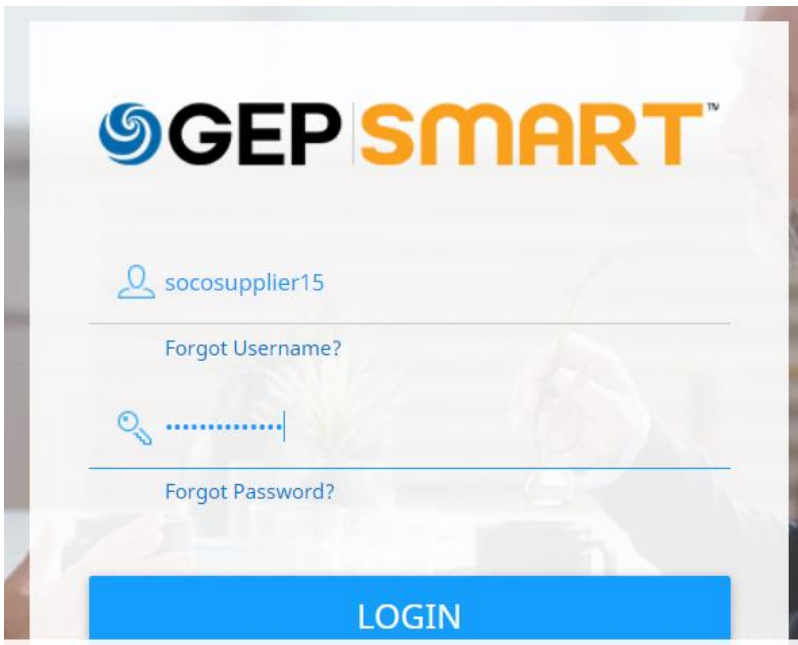 GEP SMART™
socosupplier15
Forgot Username?
••••••••••••••
Forgot Password?
LOGIN